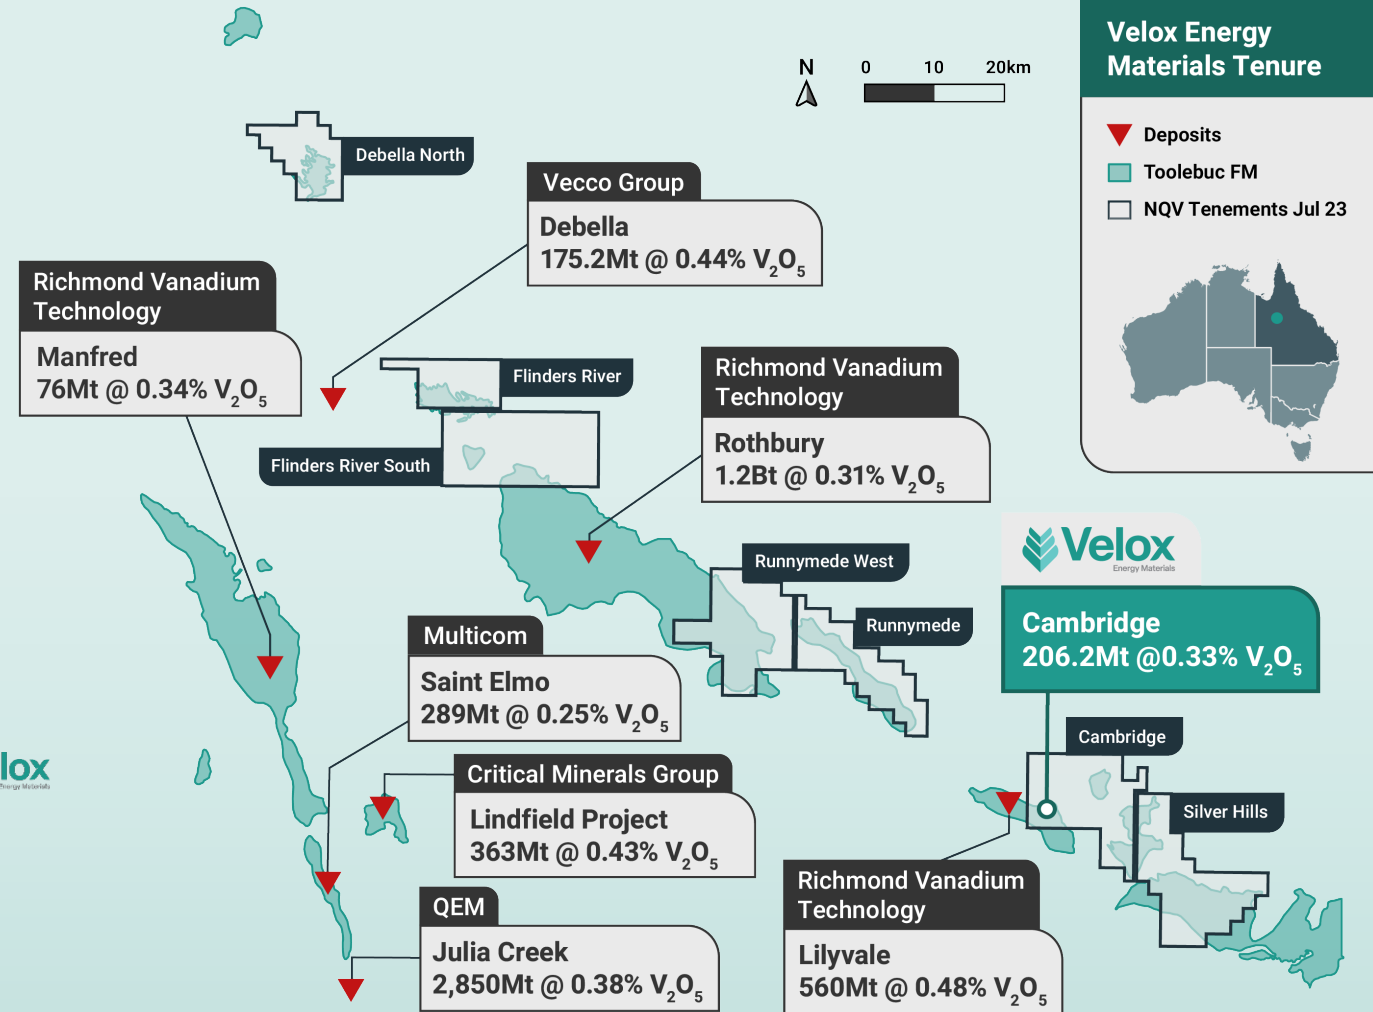 Velox Energy
Materials Tenure
Deposits
Toolebuc FM
NQV Tenements Jul 23
N
0 10 20km
Debella North
Vecco Group
Debella
175.2Mt @ 0.44% V₂O₅
Richmond Vanadium
Technology
Manfred
76Mt @ 0.34% V₂O₅
Flinders River
Flinders River South
Richmond Vanadium
Technology
Rothbury
1.2Bt @ 0.31% V₂O₅
Runnymede West
Runnymede
Velox
Energy Materials
Cambridge
206.2Mt @0.33% V₂O₅
Multicom
Saint Elmo
289Mt @ 0.25% V₂O₅
Cambridge
Silver Hills
lox
Energy Materials
Critical Minerals Group
Lindfield Project
363Mt @ 0.43% V₂O₅
Richmond Vanadium
Technology
Lilyvale
560Mt @ 0.48% V₂O₅
QEM
Julia Creek
2,850Mt @ 0.38% V₂O₅